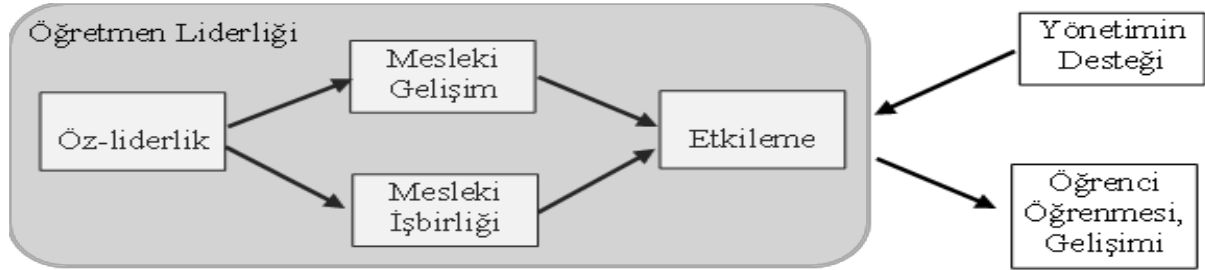 Öğretmen Liderliği
Öz-liderlik
Mesleki
Gelişim
Mesleki
İşbirliği
Etkileme
Yönetimin
Desteği
Öğrenci
Öğrenmesi,
Gelişimi